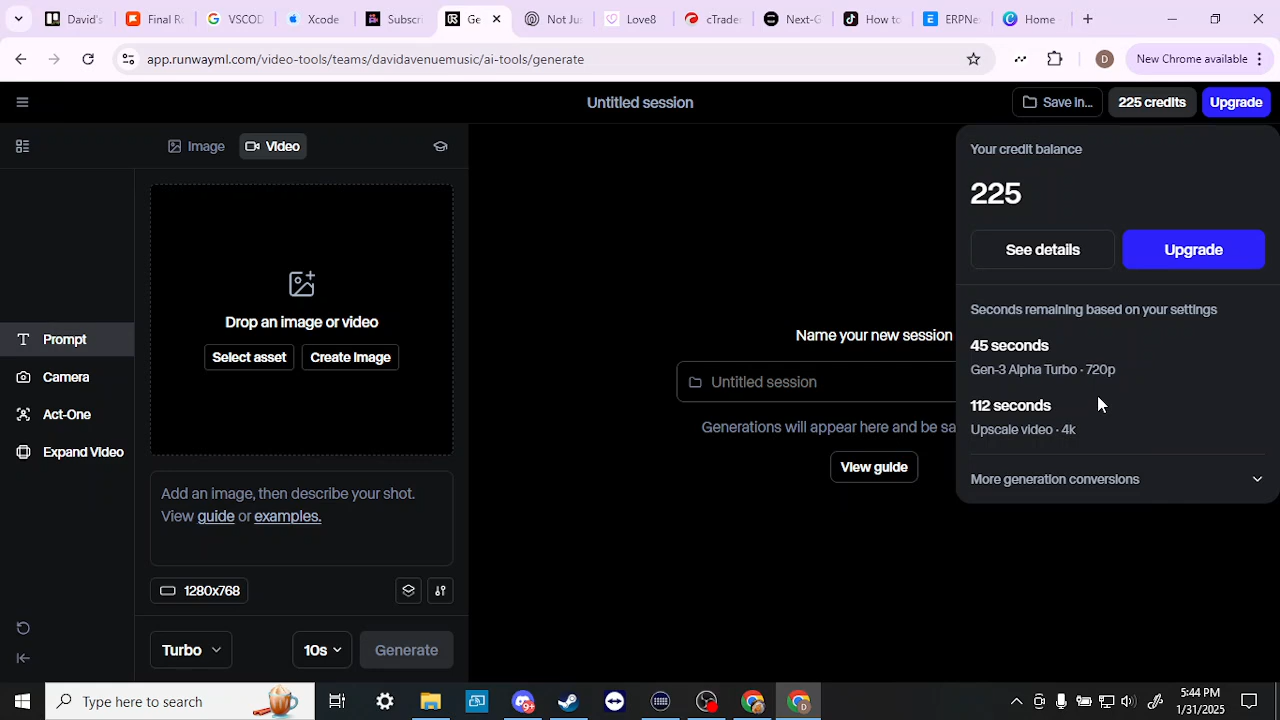 David'
Final Re
USCOD
Xcode
Subscri
Ge
NoJus
Love8
cTrader
Next-G
How to
ERPNe
Home -
app.runwayml.com/video-tools/teams/davidavenuemusic/ai-tools/generate
D
New Chrome available
Untitled session
Save In...
225 credits
Upgrade
Image
Video
Your credit balance
225
See details
Upgrade
Seconds remaining based on your settings
45 seconds
Gen-3 Alpha Turbo · 720p
112 seconds
Upscale video · 4k
More generation conversions
Prompt
Camera
Act-One
Expand Video
Drop an image or video
Select asset
Create Image
Add an image, then describe your shot.
View guide or examples.
1280x768
Turbo
10s
Generate
Name your new session
Untitled session
Generations will appear here and be sa
View guide
Type here to search
9+
5:44 PM
1/31/2025